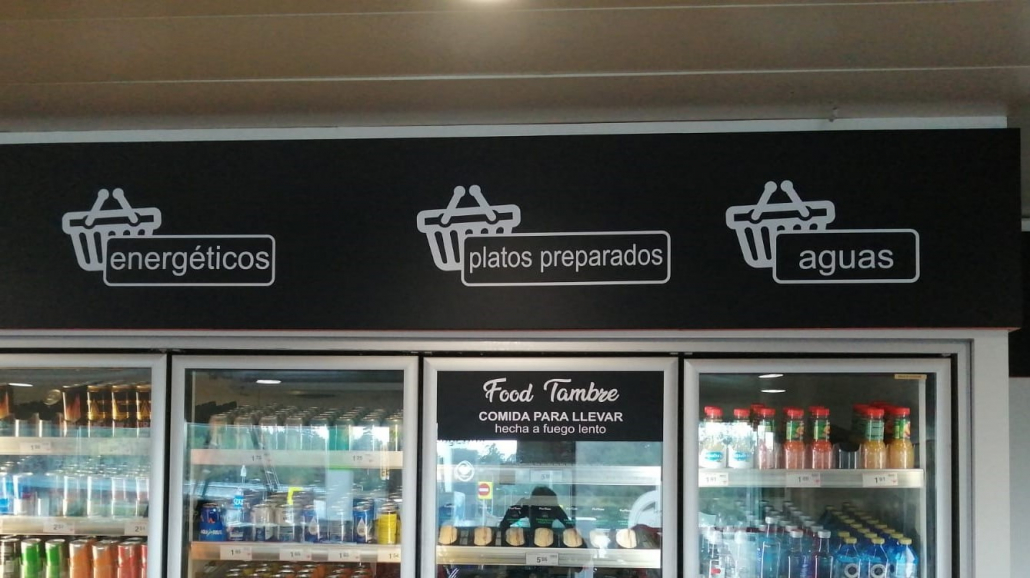 energéticos
platos preparados
aguas
Food Tambre
COMIDA PARA LLEVAR
hecha a fuego lento